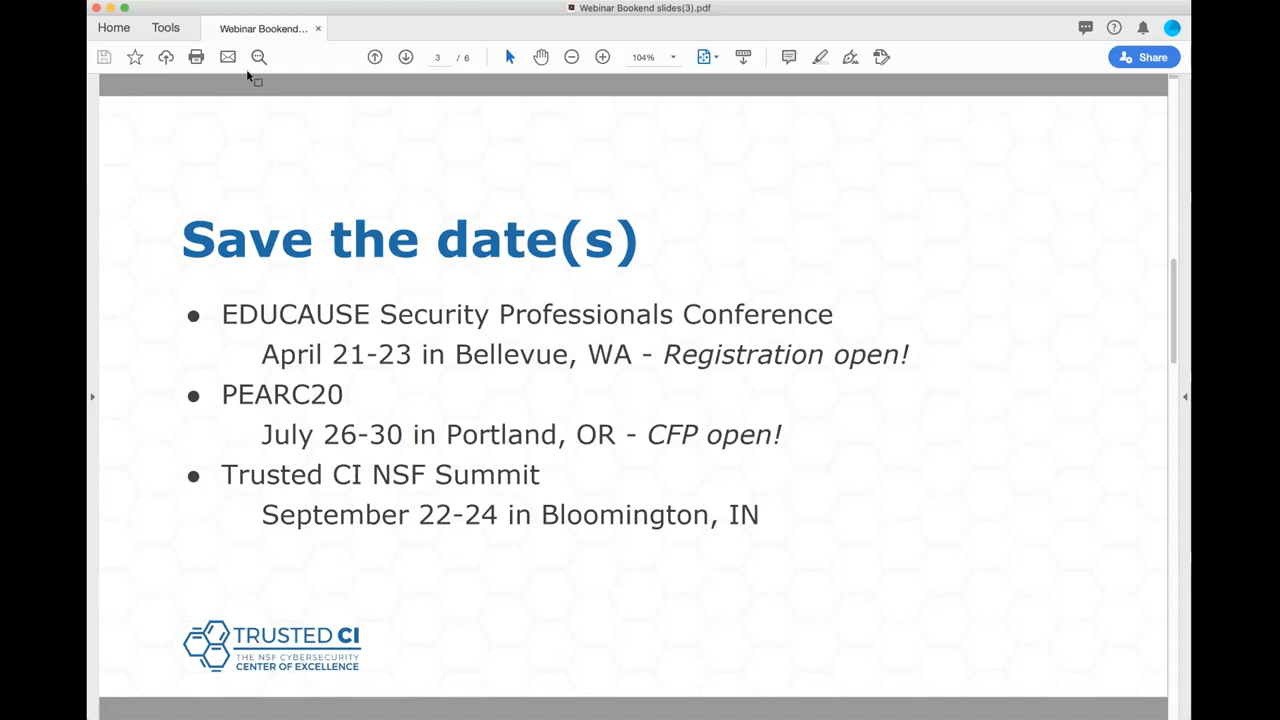 Webinar Bookend slides(3).pdf
Home
Tools
Webinar Bookend... ×
3 / 6
104%
Share
Save the date(s)
● EDUCAUSE Security Professionals Conference
April 21-23 in Bellevue, WA - Registration open!
● PEARC20
July 26-30 in Portland, OR - CFP open!
● Trusted CI NSF Summit
September 22-24 in Bloomington, IN
TRUSTED CI
THE NSF CYBERSECURITY
CENTER OF EXCELLENCE